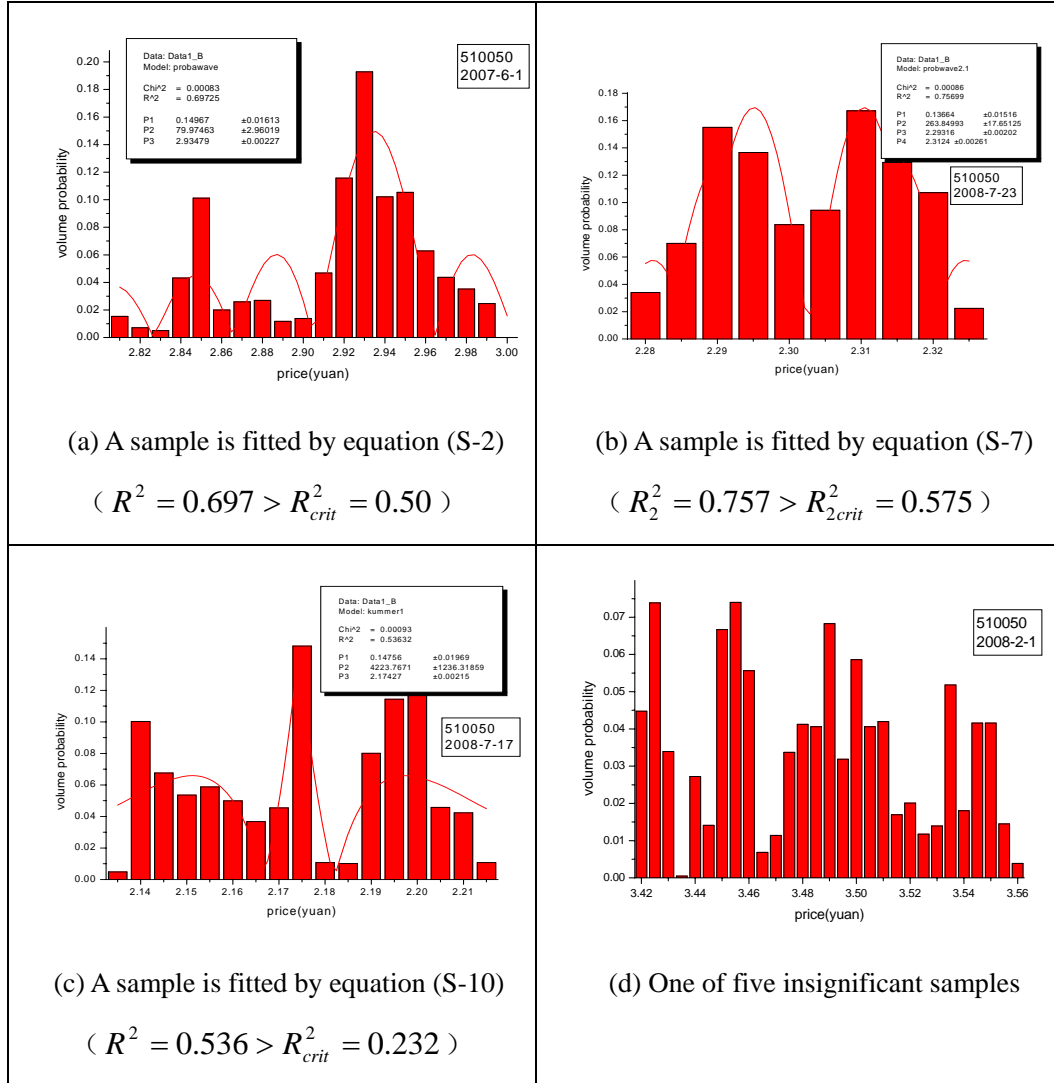 Data: Data1_B
Model: probawave
Chi^2 = 0.00083
R^2 = 0.69725
P1 0.14967 ±0.01613
P2 79.97463 ±2.96019
P3 2.93479 ±0.00227
510050
2007-6-1
0.20
0.18
0.16
0.14
0.12
0.10
0.08
0.06
0.04
0.02
0.00
volume probability
2.82 2.84 2.86 2.88 2.90 2.92 2.94 2.96 2.98 3.00
price(yuan)
(a) A sample is fitted by equation (S-2)
( R² = 0.697 > R²crit = 0.50 )
Data: Data1_B
Model: probwave2.1
Chi^2 = 0.00086
R^2 = 0.75699
P1 0.13664 ±0.01516
P2 263.84993 ±17.65125
P3 2.29316 ±0.00202
P4 2.3124 ±0.00261
510050
2008-7-23
0.18
0.16
0.14
0.12
0.10
0.08
0.06
0.04
0.02
0.00
volume probability
2.28 2.29 2.30 2.31 2.32
price(yuan)
(b) A sample is fitted by equation (S-7)
( R₂² = 0.757 > R²2crit = 0.575 )
Data: Data1_B
Model: kummer1
Chi^2 = 0.00093
R^2 = 0.53632
P1 0.14756 ±0.01969
P2 4223.7671 ±1236.31859
P3 2.17427 ±0.00215
510050
2008-7-17
0.14
0.12
0.10
0.08
0.06
0.04
0.02
0.00
volume probability
2.14 2.15 2.16 2.17 2.18 2.19 2.20 2.21
price(yuan)
(c) A sample is fitted by equation (S-10)
( R² = 0.536 > R²crit = 0.232 )
510050
2008-2-1
0.07
0.06
0.05
0.04
0.03
0.02
0.01
0.00
volume probability
3.42 3.44 3.46 3.48 3.50 3.52 3.54 3.56
price(yuan)
(d) One of five insignificant samples